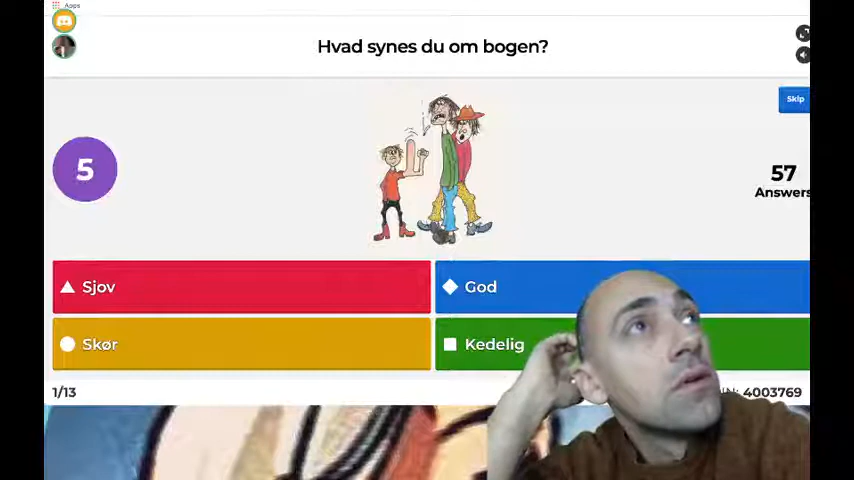 Apps
Hvad synes du om bogen?
Skip
5
57
Answers
Sjov
God
Skør
Kedelig
1/13
4003769